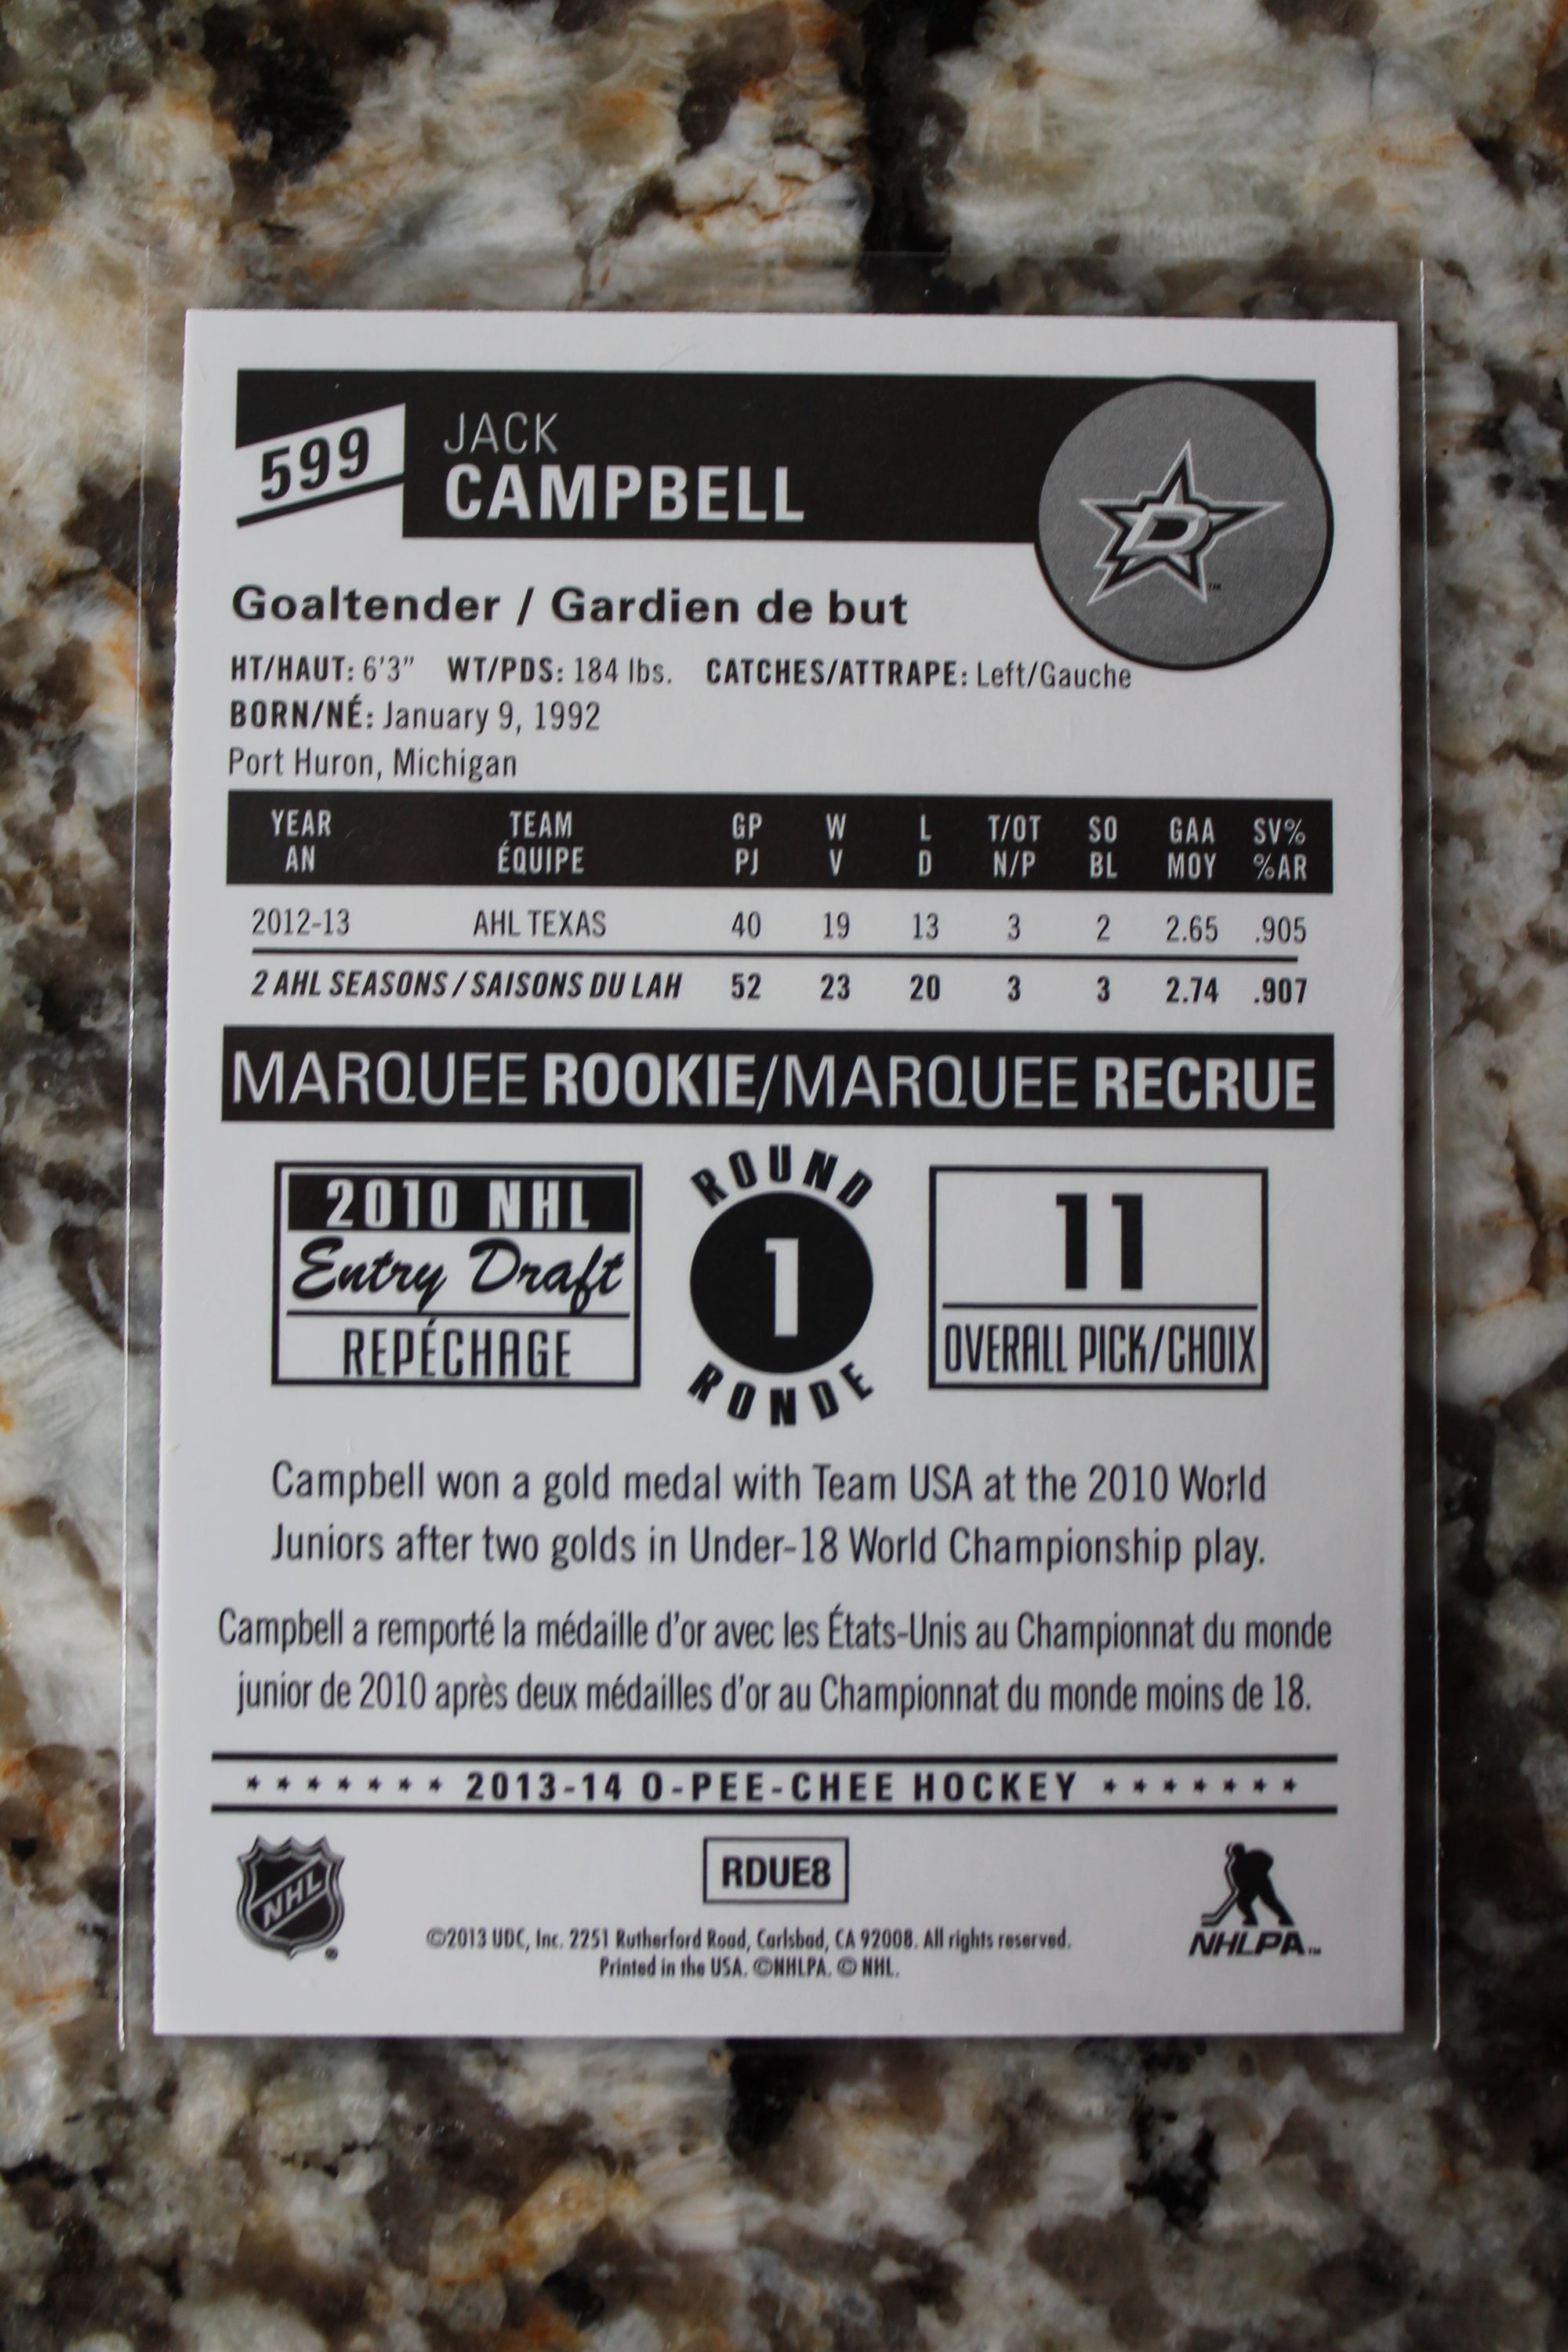 599
JACK
CAMPBELL
D
™
Goaltender / Gardien de but
HT/HAUT: 6'3" WT/PDS: 184 lbs. CATCHES/ATTRAPE: Left/Gauche
BORN/NÉ: January 9, 1992
Port Huron, Michigan
YEAR TEAM GP W L T/OT SO GAA SV%
AN ÉQUIPE PJ V D N/P BL MOY %AR
2012-13 AHL TEXAS 40 19 13 3 2 2.65 .905
2 AHL SEASONS / SAISONS DU LAH 52 23 20 3 3 2.74 .907
MARQUEE ROOKIE/MARQUEE RECRUE
2010 NHL
Entry Draft
REPÉCHAGE
ROUND
1
RONDE
11
OVERALL PICK/CHOIX
Campbell won a gold medal with Team USA at the 2010 World
Juniors after two golds in Under-18 World Championship play.
Campbell a remporté la médaille d'or avec les États-Unis au Championnat du monde
junior de 2010 après deux médailles d'or au Championnat du monde moins de 18.
★ ★ ★ ★ ★ ★ ★ 2013-14 O-PEE-CHEE HOCKEY ★ ★ ★ ★ ★ ★ ★
NHL ®
RDUE8
©2013 UDC, Inc. 2251 Rutherford Road, Carlsbad, CA 92008. All rights reserved.
Printed in the USA. ©NHLPA. © NHL.
NHLPA™